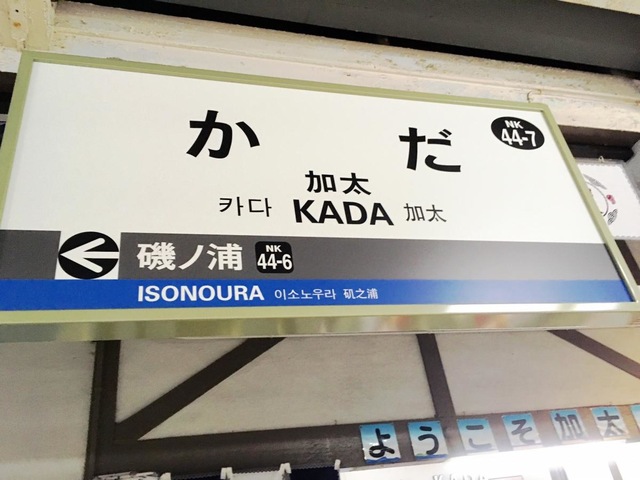 かだ
NK
44-7
加太
카다 KADA 加太
磯ノ浦 NK 44-6
ISONOURA 이소노우라 矶之浦
ようこそ加太